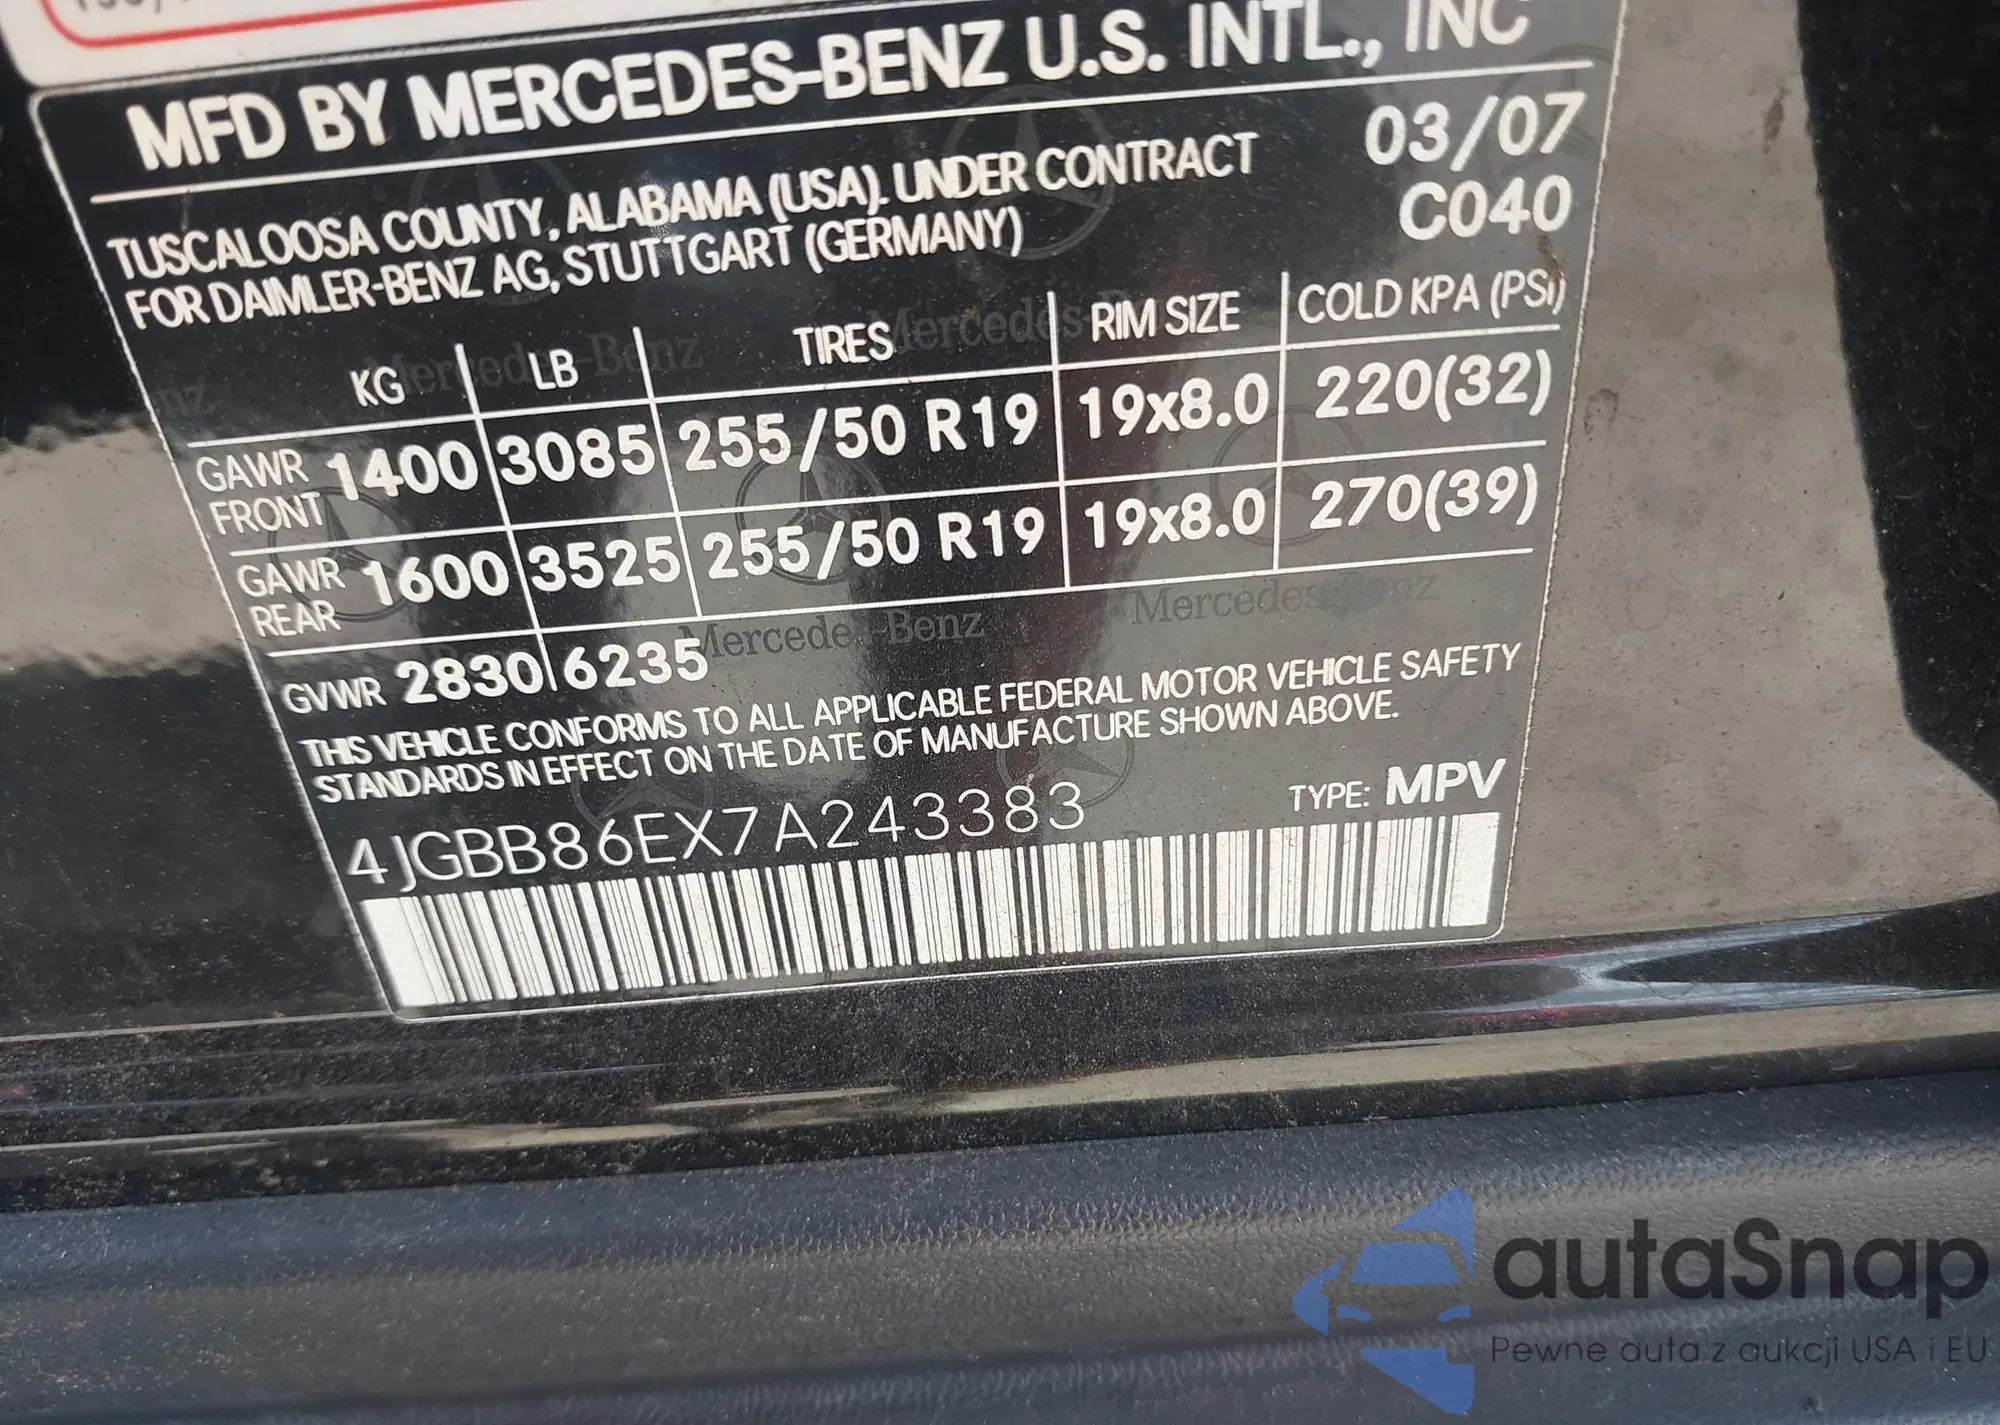 MFD BY MERCEDES-BENZ U.S. INTL., INC
TUSCALOOSA COUNTY, ALABAMA (USA). UNDER CONTRACT 03/07
FOR DAIMLER-BENZ AG, STUTTGART (GERMANY) C040
KG LB TIRES RIM SIZE COLD KPA (PSI)
GAWR FRONT 1400 3085 255/50 R19 19x8.0 220(32)
GAWR REAR 1600 3525 255/50 R19 19x8.0 270(39)
GVWR 2830 6235
THIS VEHICLE CONFORMS TO ALL APPLICABLE FEDERAL MOTOR VEHICLE SAFETY
STANDARDS IN EFFECT ON THE DATE OF MANUFACTURE SHOWN ABOVE.
4JGBB86EX7A243383 TYPE: MPV
Mercedes-Benz
Mercedes-Benz
autaSnap
Pewne auta z aukcji USA i EU